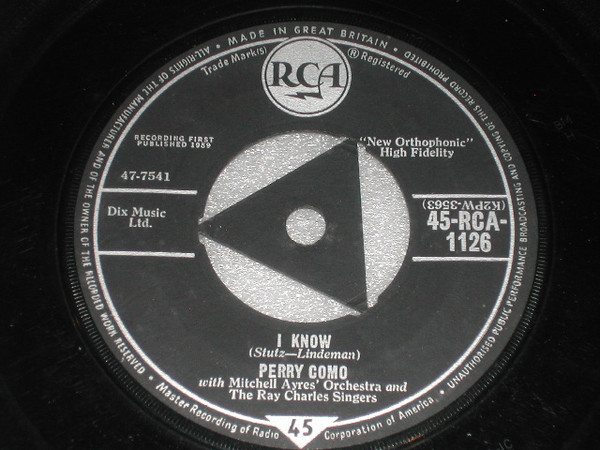 MADE IN GREAT BRITAIN
ALL RIGHTS OF THE MANUFACTURER AND OF THE OWNER OF THE RECORDED WORK RESERVED
UNAUTHORISED PUBLIC PERFORMANCE BROADCASTING AND COPYING OF THIS RECORD PROHIBITED
Trade Mark(s)
RCA
® Registered
RECORDING FIRST
PUBLISHED 1959
"New Orthophonic"
High Fidelity
47-7541
Dix Music
Ltd.
(K2PW-3563)
45-RCA-
1126
I KNOW
(Stutz—Lindeman)
PERRY COMO
with Mitchell Ayres' Orchestra and
The Ray Charles Singers
Master Recording of Radio Corporation of America.
45